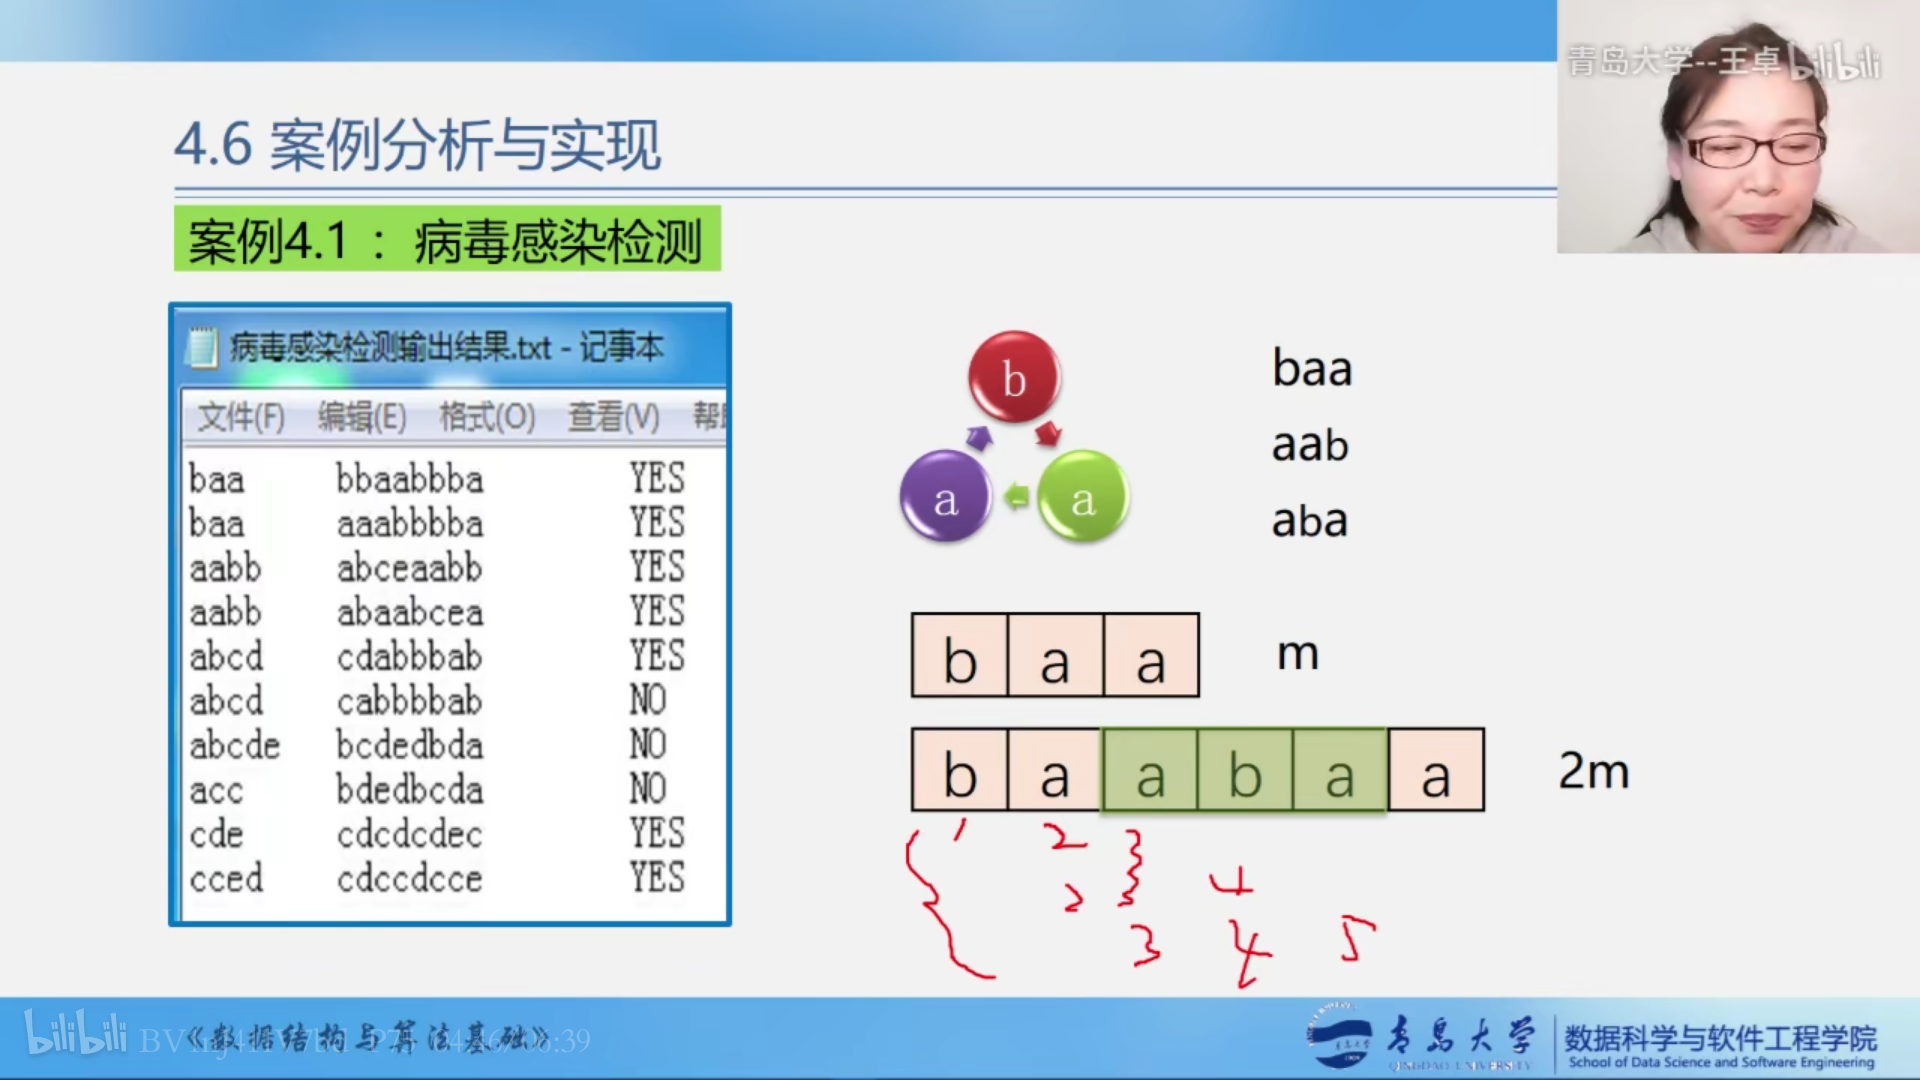 青岛大学--王卓 bilibili
4.6 案例分析与实现
案例4.1 ：病毒感染检测
病毒感染检测输出结果.txt - 记事本
文件(F) 编辑(E) 格式(O) 查看(V)
baa bbaabbba YES
baa aaabbbba YES
aabb abceaabb YES
aabb abaabcea YES
abcd cdabbbab YES
abcd cabbbbab NO
abcde bcdedbda NO
acc bdedbcda NO
cde cdcdcdec YES
cced cdccdcce YES
b
a a
baa
aab
aba
b a a m
b a a b a a 2m
1 2 3
2 3 4
3 4 5
bilibili
《数据结构与算法基础》
青岛大学
QINGDAO UNIVERSITY
数据科学与软件工程学院
School of Data Science and Software Engineering